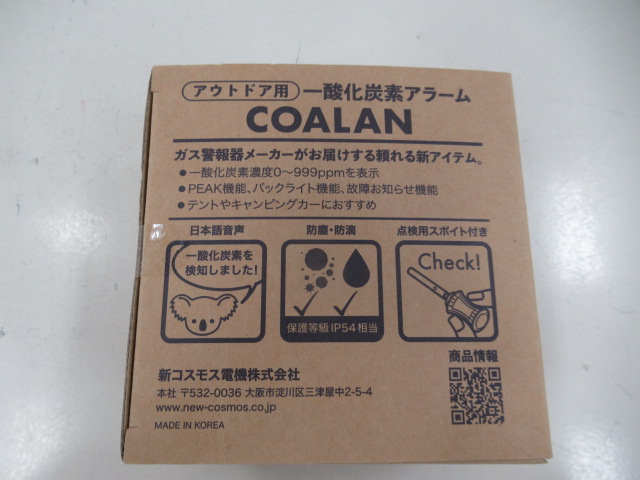 アウトドア用 一酸化炭素アラーム
COALAN
ガス警報器メーカーがお届けする頼れる新アイテム。
●一酸化炭素濃度0～999ppmを表示
●PEAK機能、バックライト機能、故障お知らせ機能
●テントやキャンピングカーにおすすめ
日本語音声 防塵・防滴 点検用スポイト付き
一酸化炭素を
検知しました!
Check!
保護等級IP54相当
商品情報
新コスモス電機株式会社
本社 〒532-0036 大阪市淀川区三津屋中2-5-4
www.new-cosmos.co.jp
MADE IN KOREA